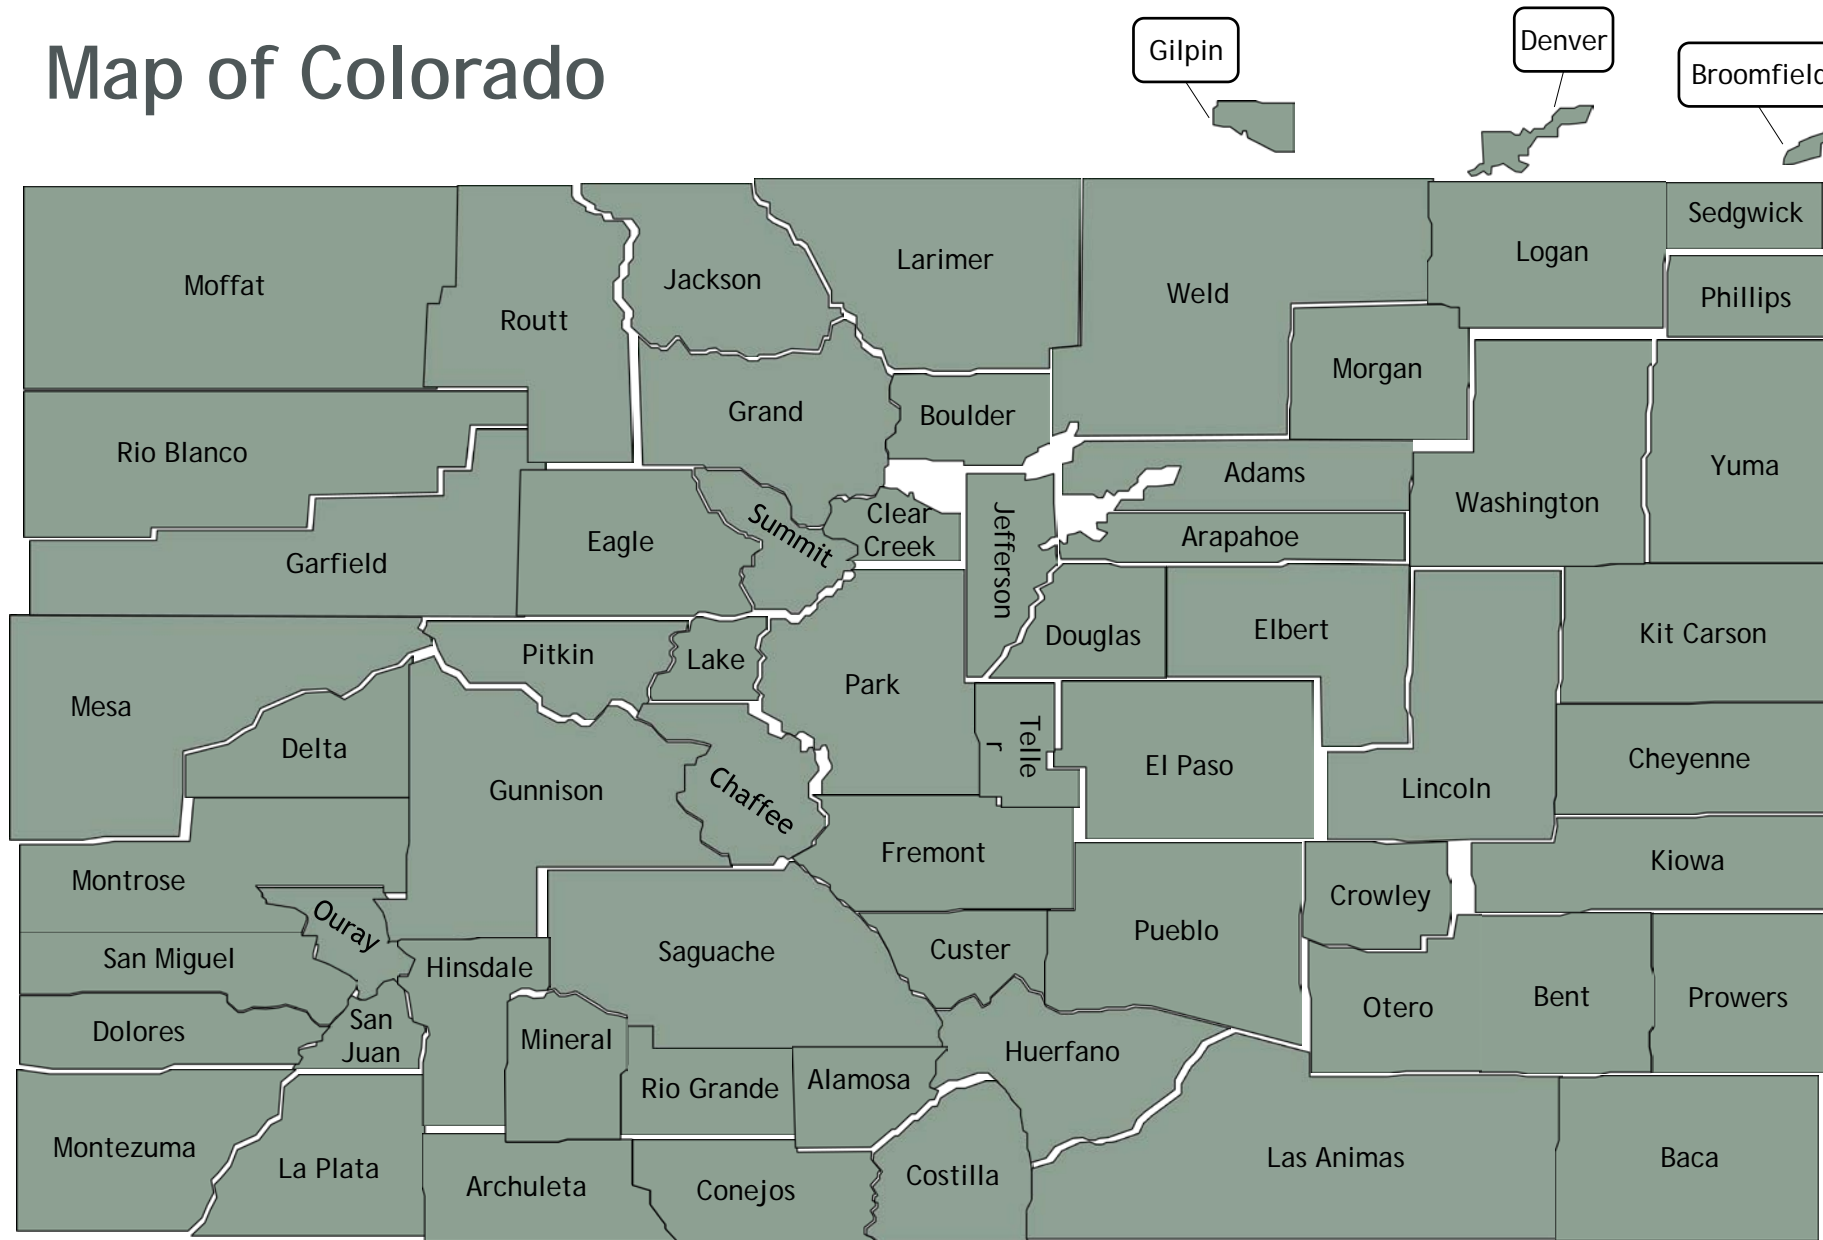 Map of Colorado
Gilpin
Denver
Broomfield
Moffat
Routt
Jackson
Larimer
Weld
Logan
Sedgwick
Phillips
Morgan
Grand
Boulder
Rio Blanco
Adams
Washington
Yuma
Garfield
Eagle
Summit
Clear
Creek
Jefferson
Arapahoe
Mesa
Pitkin
Lake
Park
Douglas
Elbert
Kit Carson
Delta
Gunnison
Chaffee
Telle
r
El Paso
Lincoln
Cheyenne
Montrose
Fremont
Crowley
Kiowa
Ouray
San Miguel
Hinsdale
Saguache
Custer
Pueblo
Dolores
San
Juan
Mineral
Otero
Bent
Prowers
Rio Grande
Alamosa
Huerfano
Montezuma
La Plata
Archuleta
Conejos
Costilla
Las Animas
Baca